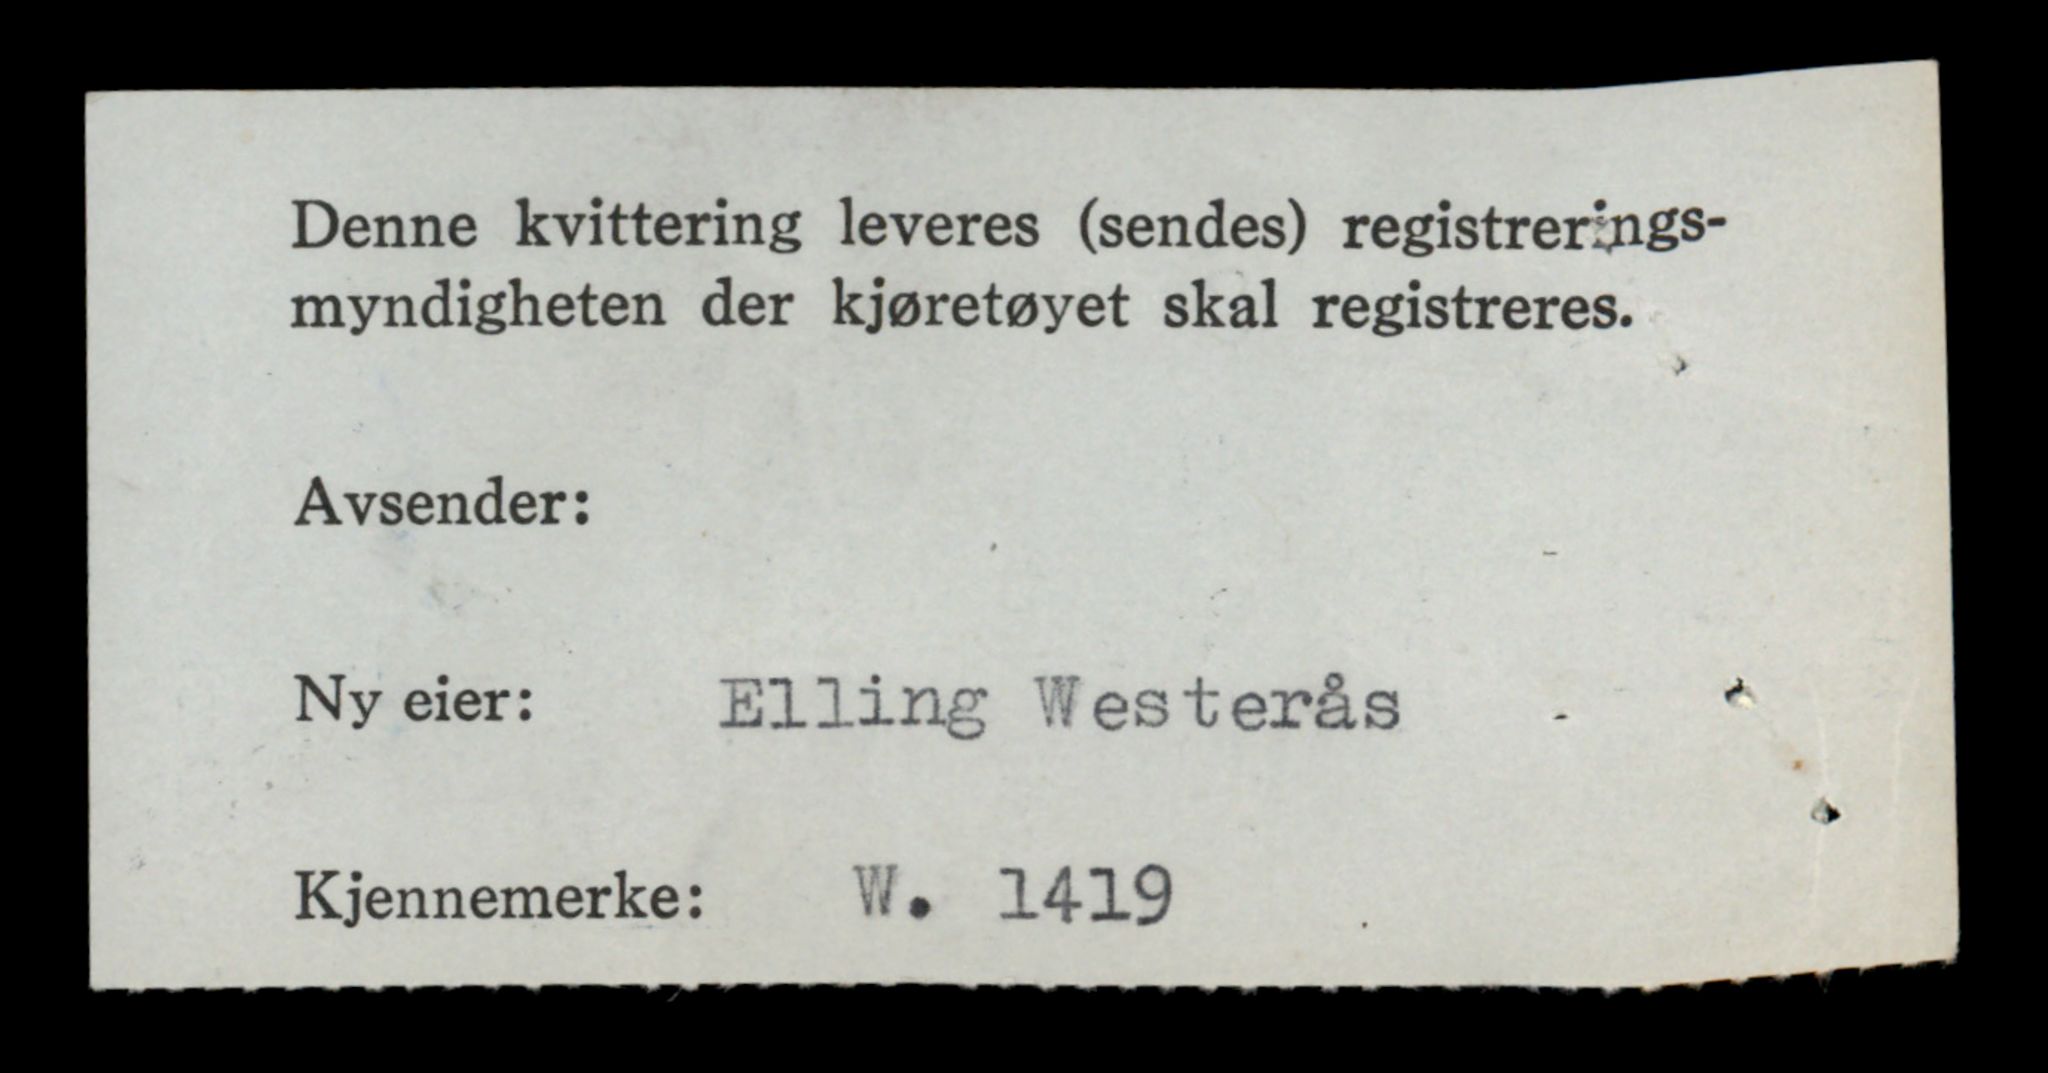 Denne kvittering leveres (sendes) registrerings-
myndigheten der kjøretøyet skal registreres.
Avsender:
Ny eier: Elling Westerås
Kjennemerke: W. 1419